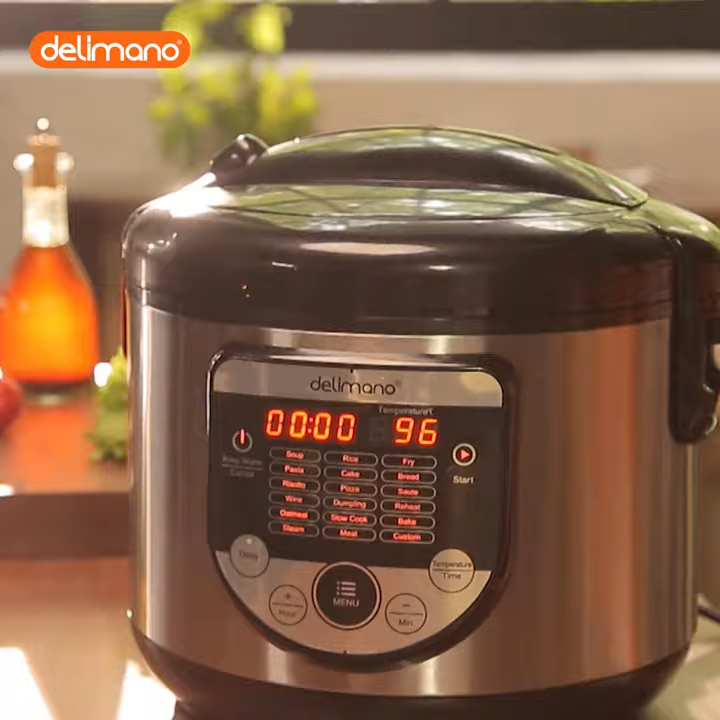 delimano®
delimano®
Temperature℃
00:00 96
Soup Rice Fry
Pasta Cake Bread
Risotto Pizza Saute
Wine Dumpling Reheat
Oatmeal Slow Cook Bake
Steam Meat Custom
Keep Warm
Cancel
Start
Delay
Temperature
Time
+
Hour
MENU
−
Min